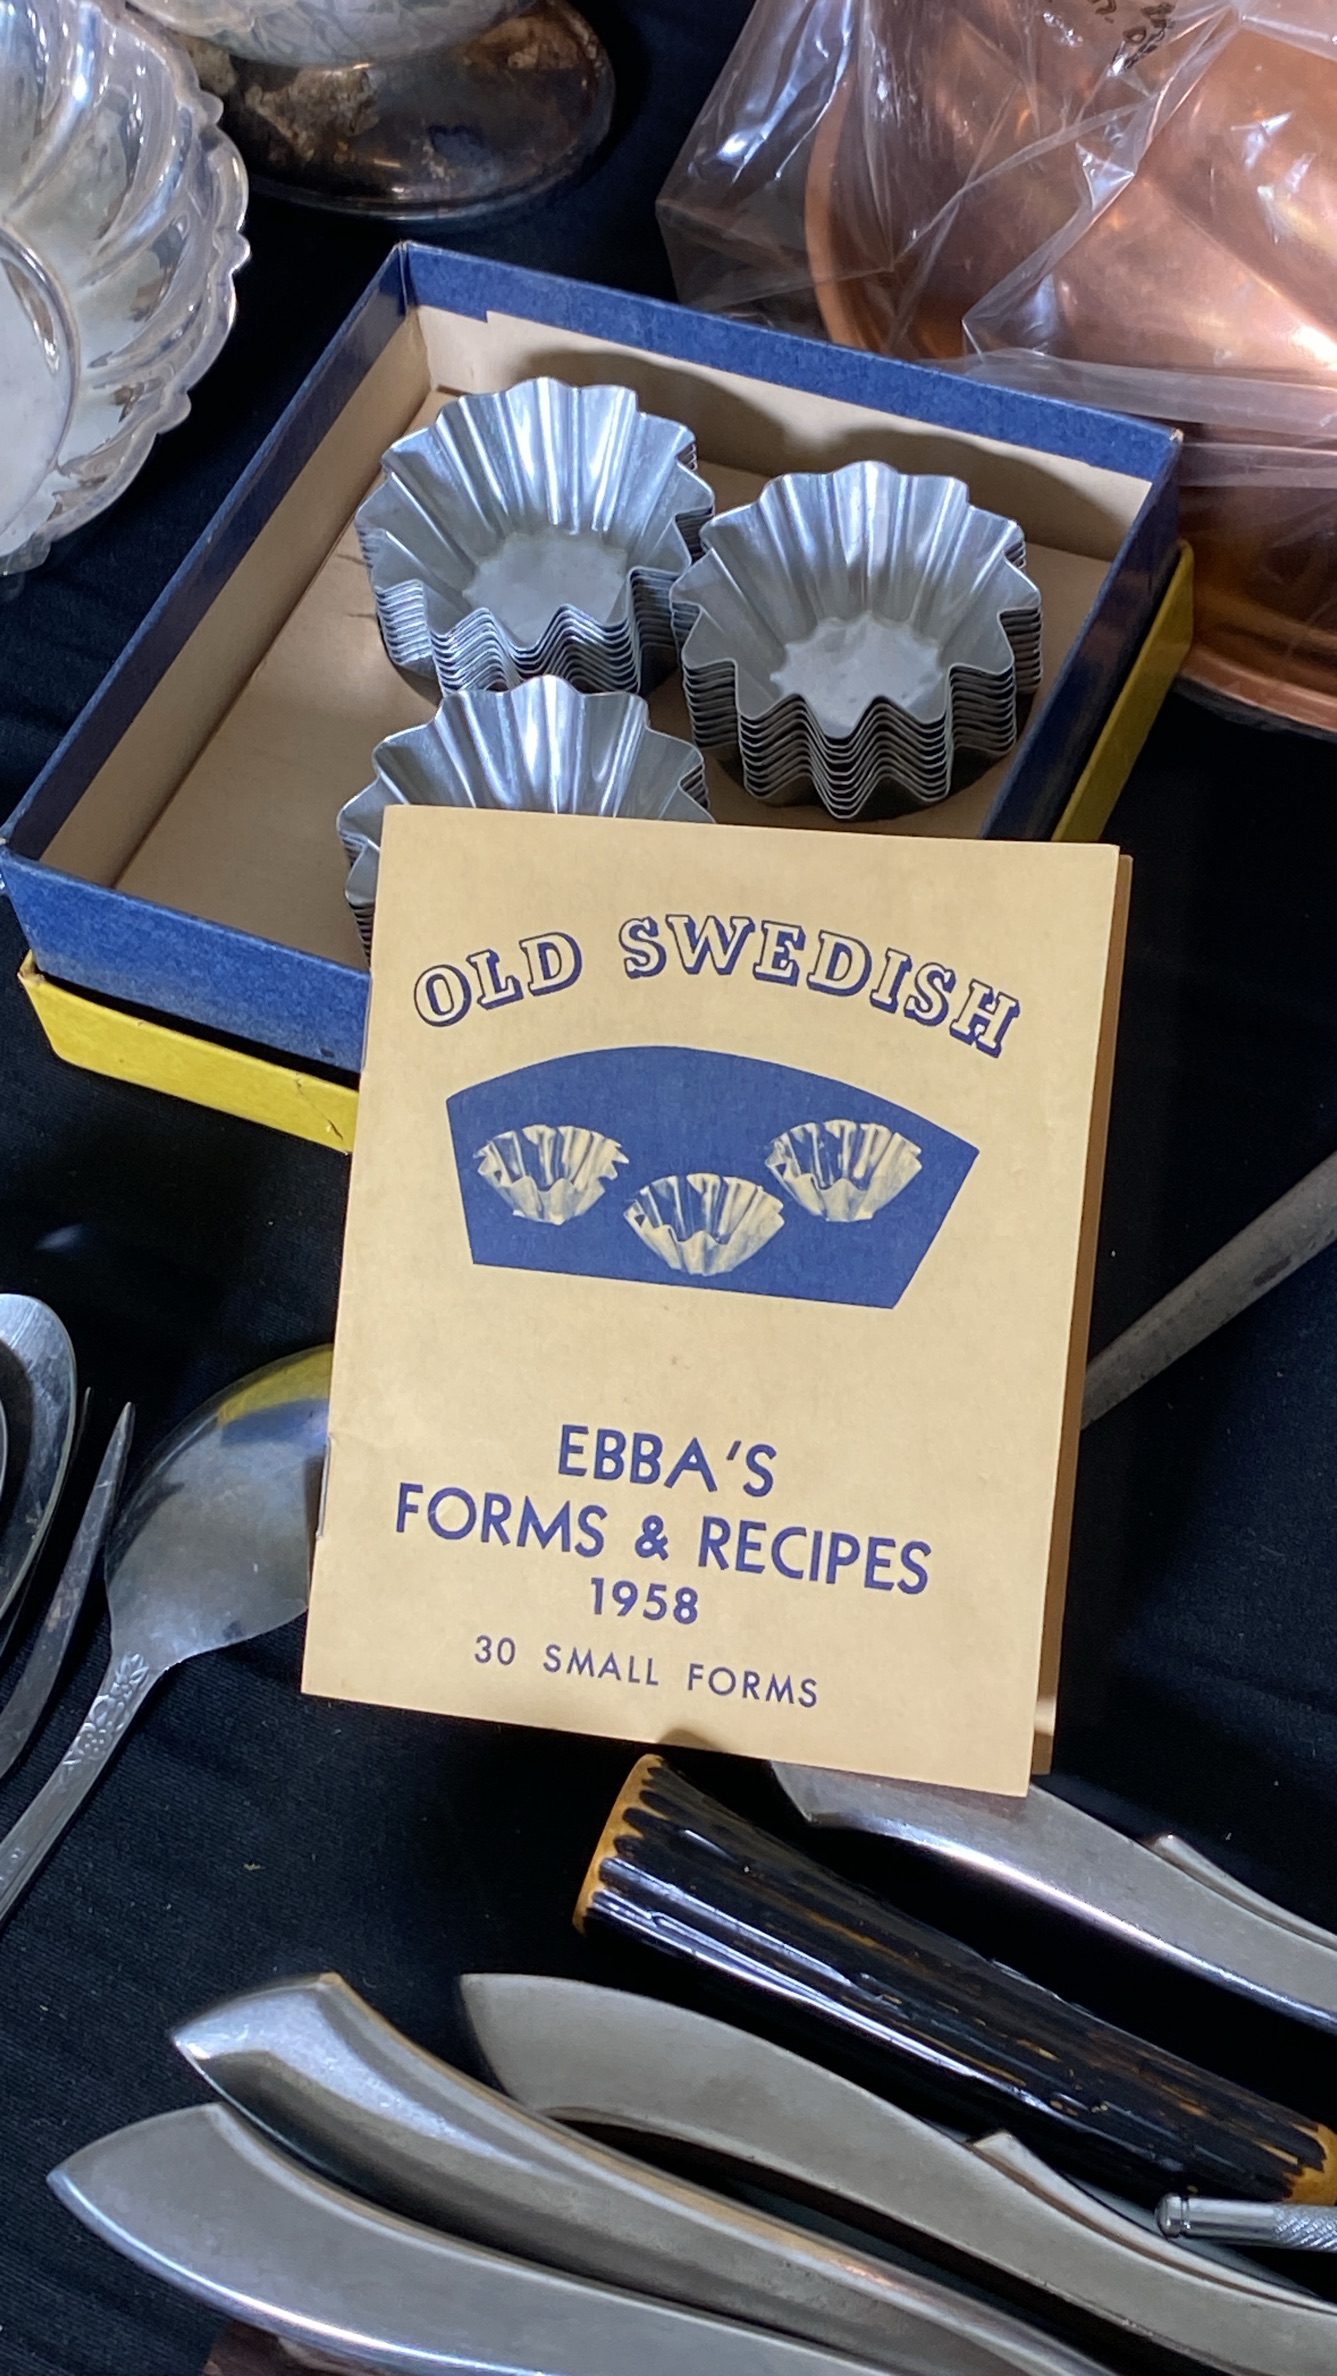 OLD SWEDISH
EBBA'S
FORMS & RECIPES
1958
30 SMALL FORMS